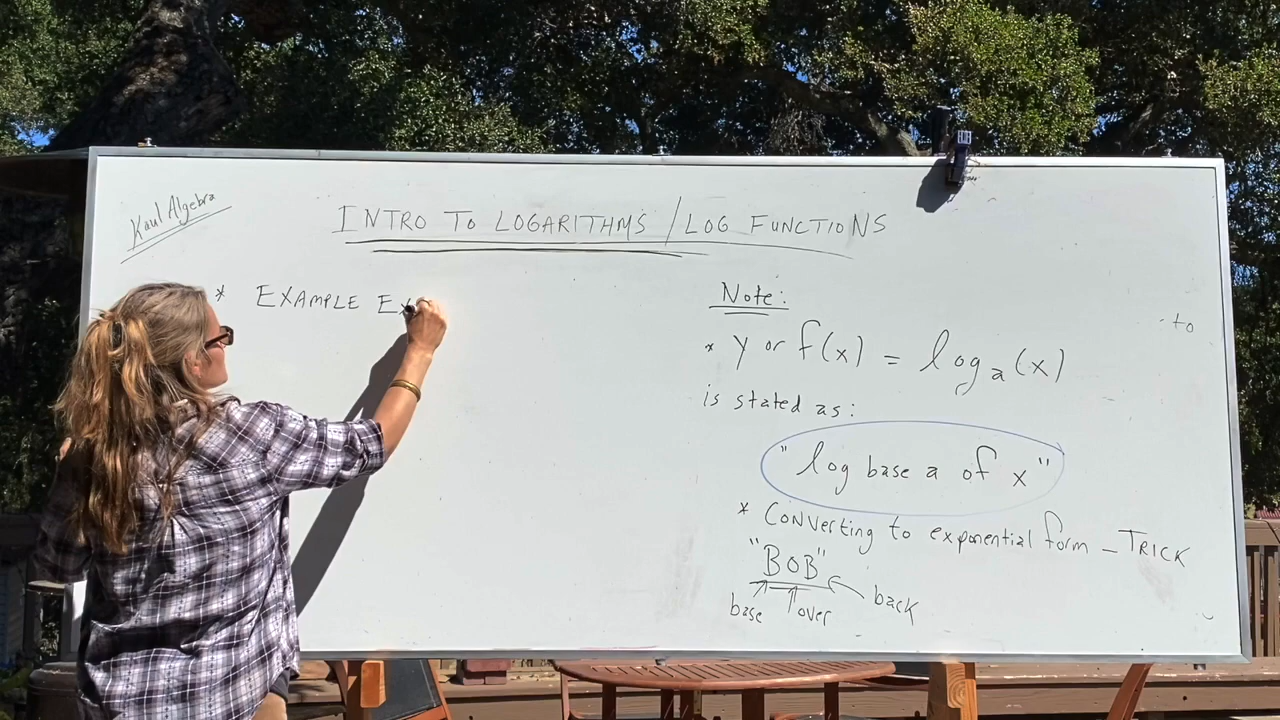 Kaul Algebra
INTRO TO LOGARITHMS / LOG FUNCTIONS
* EXAMPLE Ex
Note:
to
* y or f(x) = log a (x)
is stated as:
"log base a of x"
* Converting to exponential form - TRICK
"BOB"
base over back